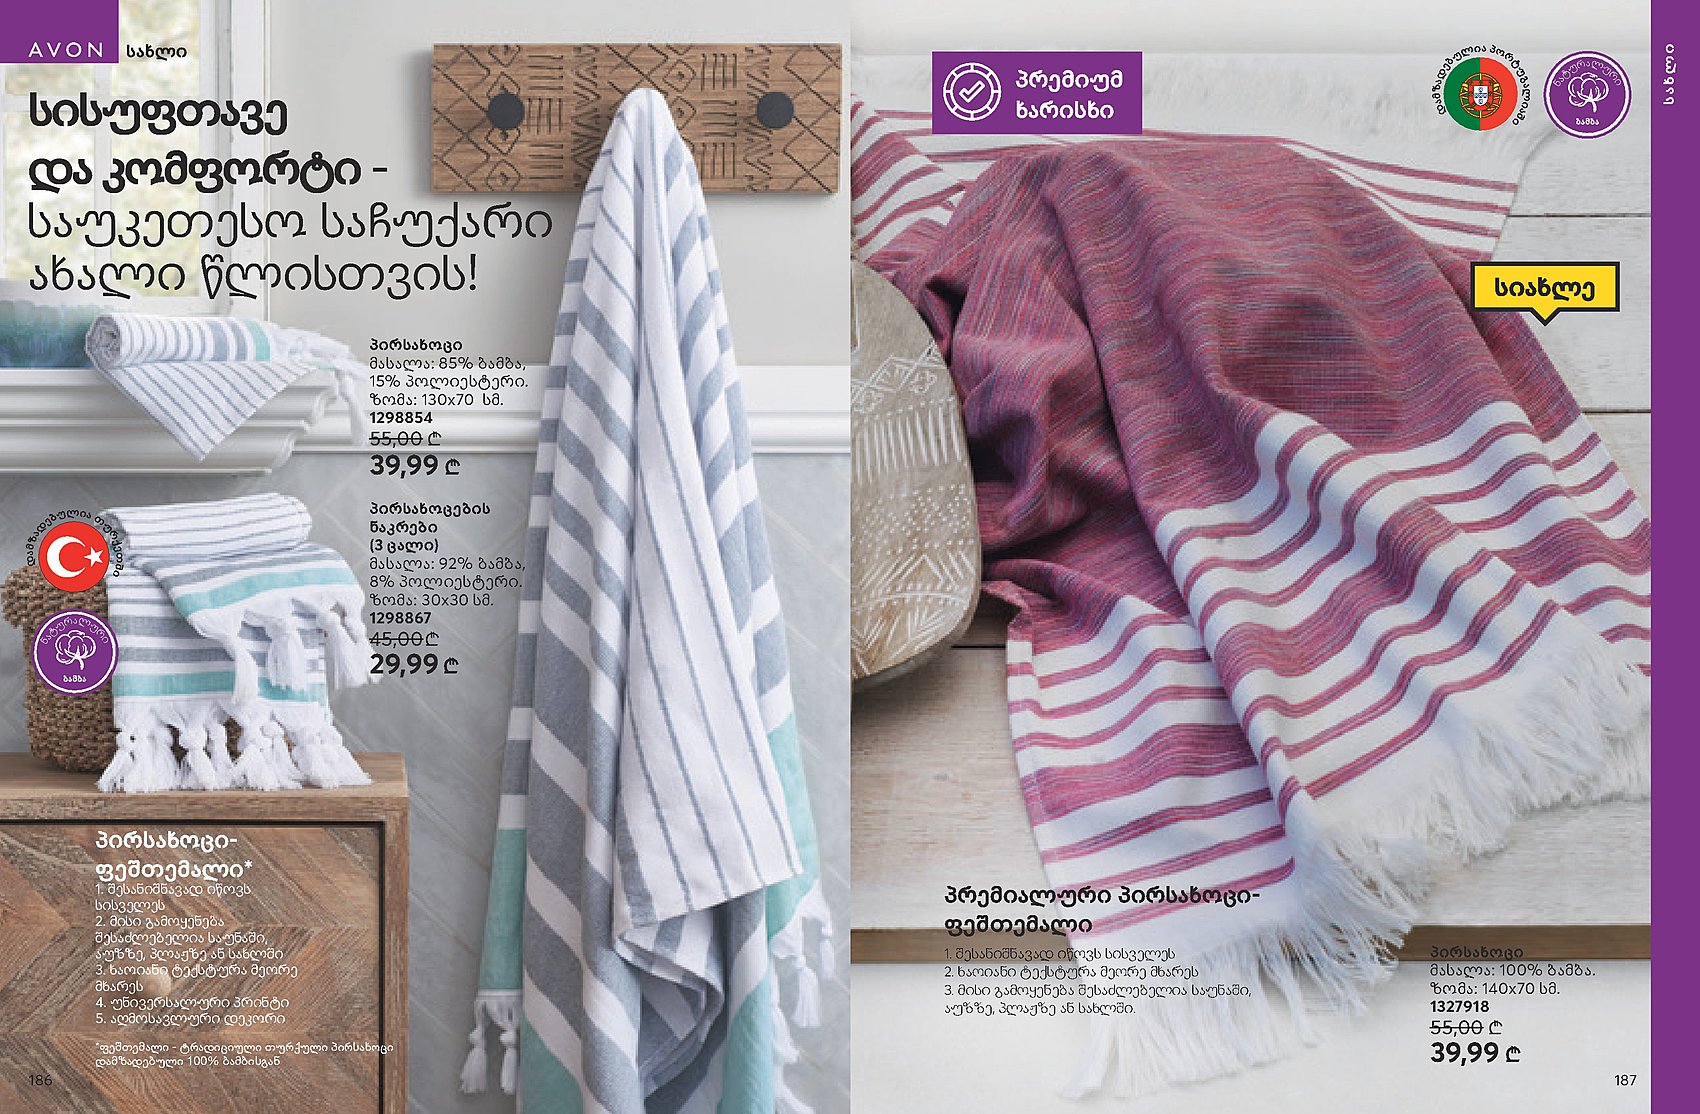 AVON
სახლი
სისუფთავე
და კომფორტი -
საუკეთესო საჩუქარი
ახალი წლისთვის!
პირსახოცი
მასალა: 85% ბამბა,
15% პოლიესტერი.
ზომა: 130x70 სმ.
1298854
55,00 ₾
39,99 ₾
დამზადებულია თურქეთში
პირსახოცების
ნაკრები
(3 ცალი)
მასალა: 92% ბამბა,
8% პოლიესტერი.
ზომა: 30x30 სმ.
1298867
45,00 ₾
29,99 ₾
ნატურალური
ბამბა
პირსახოცი-
ფეშთემალი*
1. შესანიშნავად იწოვს
სისველეს
2. მისი გამოყენება
შესაძლებელია საუნაში,
აუზზე, პლაჟზე ან სახლში
3. ხაოიანი ტექსტურა მეორე
მხარეს
4. უნივერსალური პრინტი
5. აღმოსავლური დეკორი
*ფეშთემალი - ტრადიციული თურქული პირსახოცი
დამზადებული 100% ბამბისგან
186
პრემიუმ
ხარისხი
დამზადებულია პორტუგალიაში
ნატურალური
ბამბა
სახლი
სიახლე
პრემიალური პირსახოცი-
ფეშთემალი
1. შესანიშნავად იწოვს სისველეს
2. ხაოიანი ტექსტურა მეორე მხარეს
3. მისი გამოყენება შესაძლებელია საუნაში,
აუზზე, პლაჟზე ან სახლში.
პირსახოცი
მასალა: 100% ბამბა.
ზომა: 140x70 სმ.
1327918
55,00 ₾
39,99 ₾
187